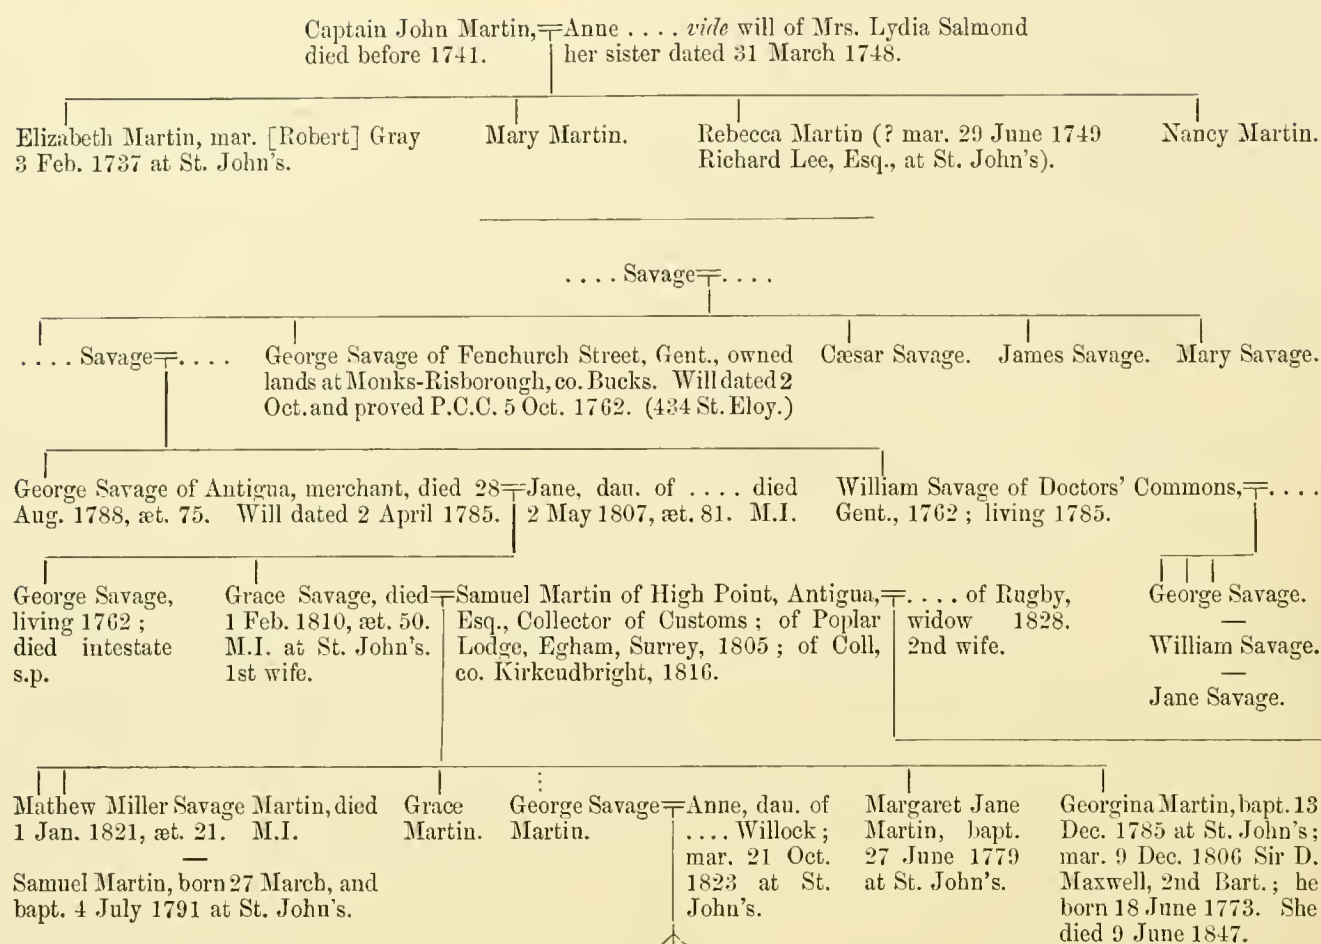 Captain John Martin,╤Anne . . . . vide will of Mrs. Lydia Salmond
died before 1741. her sister dated 31 March 1748.
Elizabeth Martin, mar. [Robert] Gray
3 Feb. 1737 at St. John's.
Mary Martin.
Rebecca Martin (? mar. 29 June 1749
Richard Lee, Esq., at St. John's).
Nancy Martin.
. . . . Savage╤. . . .
. . . . Savage╤. . . .
George Savage of Fenchurch Street, Gent., owned
lands at Monks-Risborough, co. Bucks. Will dated 2
Oct. and proved P.C.C. 5 Oct. 1762. (434 St. Eloy.)
Cæsar Savage.
James Savage.
Mary Savage.
George Savage of Antigua, merchant, died 28╤Jane, dau. of . . . . died
Aug. 1788, æt. 75. Will dated 2 April 1785. 2 May 1807, æt. 81. M.I.
William Savage of Doctors' Commons,╤. . . .
Gent., 1762 ; living 1785.
George Savage,
living 1762 ;
died intestate
s.p.
Grace Savage, died╤
1 Feb. 1810, æt. 50.
M.I. at St. John's.
1st wife.
Samuel Martin of High Point, Antigua,╤
Esq., Collector of Customs ; of Poplar
Lodge, Egham, Surrey, 1805 ; of Coll,
co. Kirkcudbright, 1816.
. . . . of Rugby,
widow 1828.
2nd wife.
George Savage.
—
William Savage.
—
Jane Savage.
Mathew Miller Savage Martin, died
1 Jan. 1821, æt. 21. M.I.
—
Samuel Martin, born 27 March, and
bapt. 4 July 1791 at St. John's.
Grace
Martin.
George Savage╤
Martin.
Anne, dau. of
. . . . Willock ;
mar. 21 Oct.
1823 at St.
John's.
Margaret Jane
Martin, bapt.
27 June 1779
at St. John's.
Georgina Martin, bapt. 13
Dec. 1785 at St. John's ;
mar. 9 Dec. 1806 Sir D.
Maxwell, 2nd Bart. ; he
born 18 June 1773. She
died 9 June 1847.